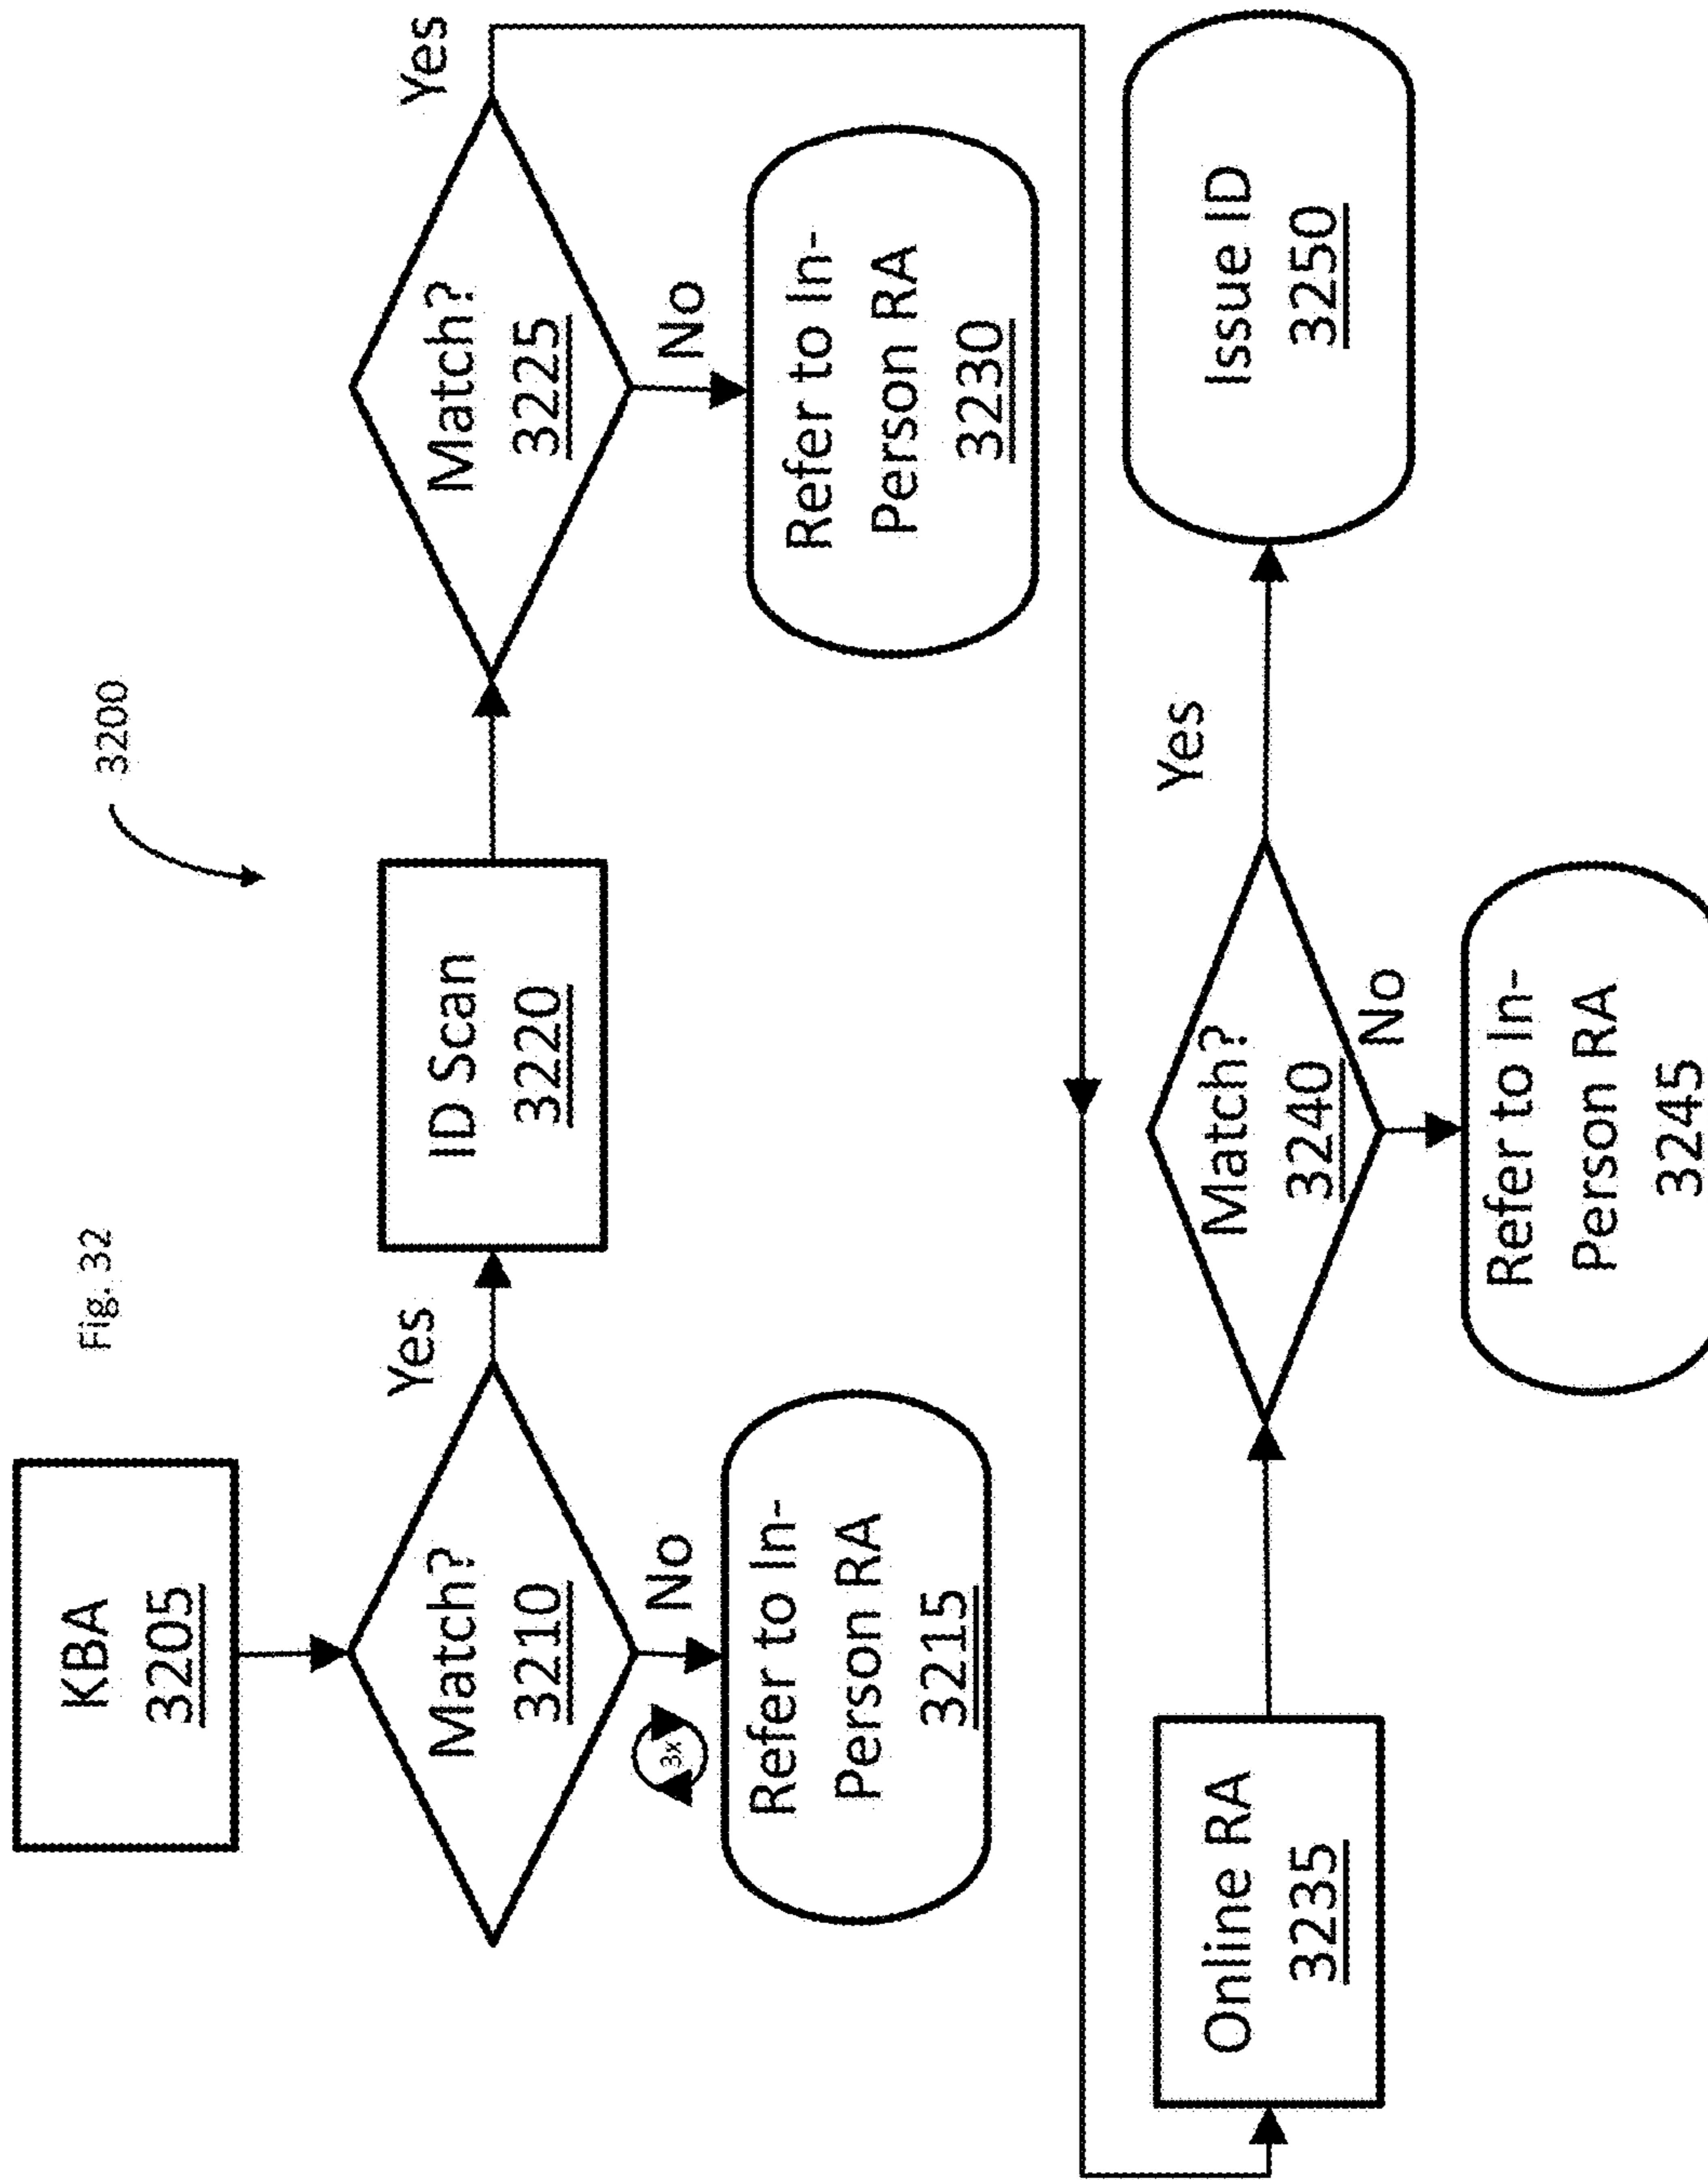 Fig. 32
3200
KBA
3205
Match?
3210
Yes
No
3x
Refer to In-
Person RA
3215
ID Scan
3220
Match?
3225
Yes
No
Refer to In-
Person RA
3230
Online RA
3235
Match?
3240
Yes
No
Refer to In-
Person RA
3245
Issue ID
3250